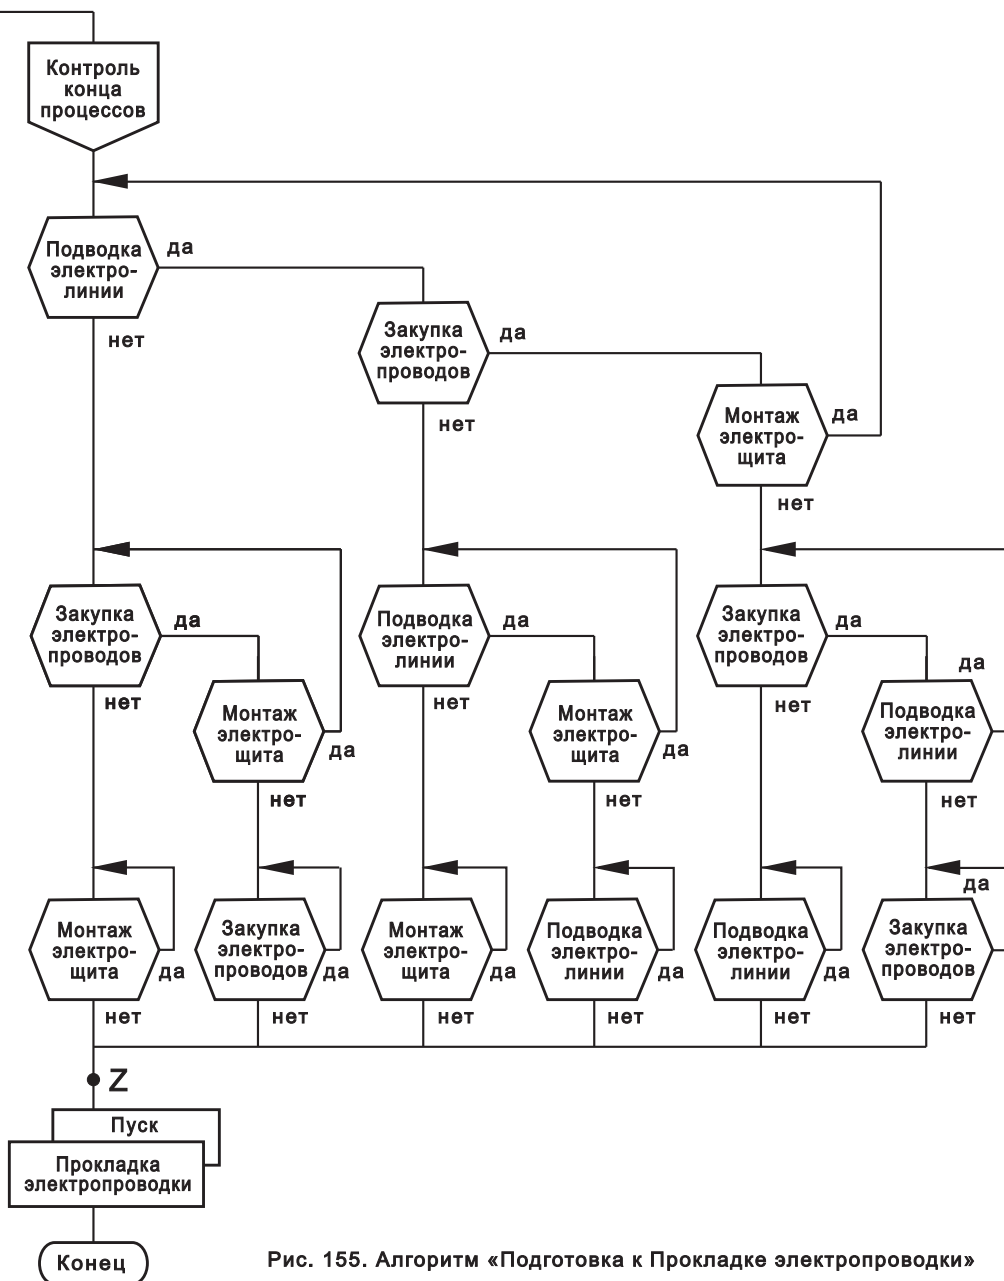 Контроль
конца
процессов
Подводка
электро-
линии
да
нет
Закупка
электро-
проводов
да
нет
Монтаж
электро-
щита
да
нет
Закупка
электро-
проводов
да
нет
Монтаж
электро-
щита
да
нет
Подводка
электро-
линии
да
нет
Монтаж
электро-
щита
да
нет
Закупка
электро-
проводов
да
нет
Подводка
электро-
линии
да
нет
Монтаж
электро-
щита
да
нет
Закупка
электро-
проводов
да
нет
Монтаж
электро-
щита
да
нет
Подводка
электро-
линии
да
нет
Подводка
электро-
линии
да
нет
Закупка
электро-
проводов
да
нет
Z
Пуск
Прокладка
электропроводки
Конец
Рис. 155. Алгоритм «Подготовка к Прокладке электропроводки»